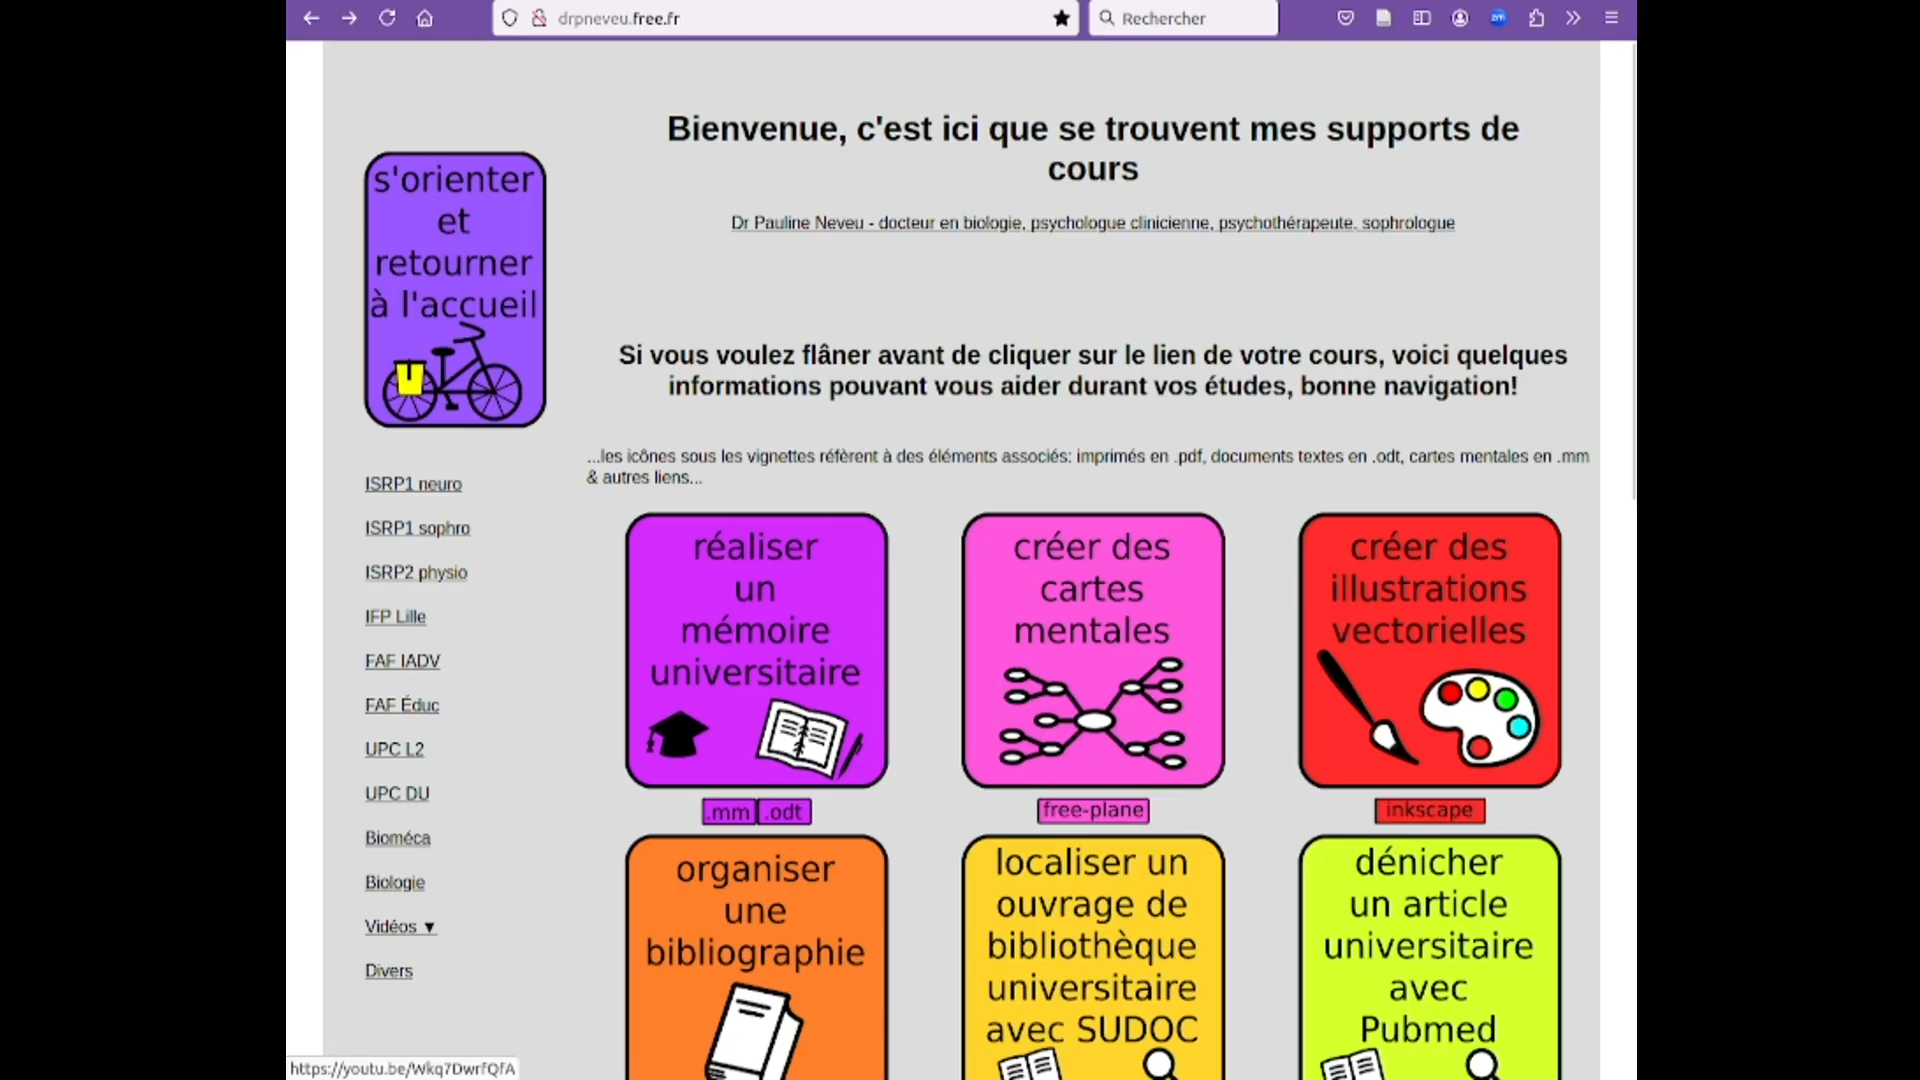 drpneveu.free.fr
Rechercher
Bienvenue, c'est ici que se trouvent mes supports de
cours
Dr Pauline Neveu - docteur en biologie, psychologue clinicienne, psychothérapeute. sophrologue
s'orienter
et
retourner
à l'accueil
Si vous voulez flâner avant de cliquer sur le lien de votre cours, voici quelques
informations pouvant vous aider durant vos études, bonne navigation!
...les icônes sous les vignettes réfèrent à des éléments associés: imprimés en .pdf, documents textes en .odt, cartes mentales en .mm
& autres liens...
ISRP1 neuro
ISRP1 sophro
ISRP2 physio
IFP Lille
FAF IADV
FAF Éduc
UPC L2
UPC DU
Bioméca
Biologie
Vidéos ▼
Divers
réaliser
un
mémoire
universitaire
.mm .odt
créer des
cartes
mentales
free-plane
créer des
illustrations
vectorielles
inkscape
organiser
une
bibliographie
localiser un
ouvrage de
bibliothèque
universitaire
avec SUDOC
dénicher
un article
universitaire
avec
Pubmed
https://youtu.be/Wkq7DwrfQfA